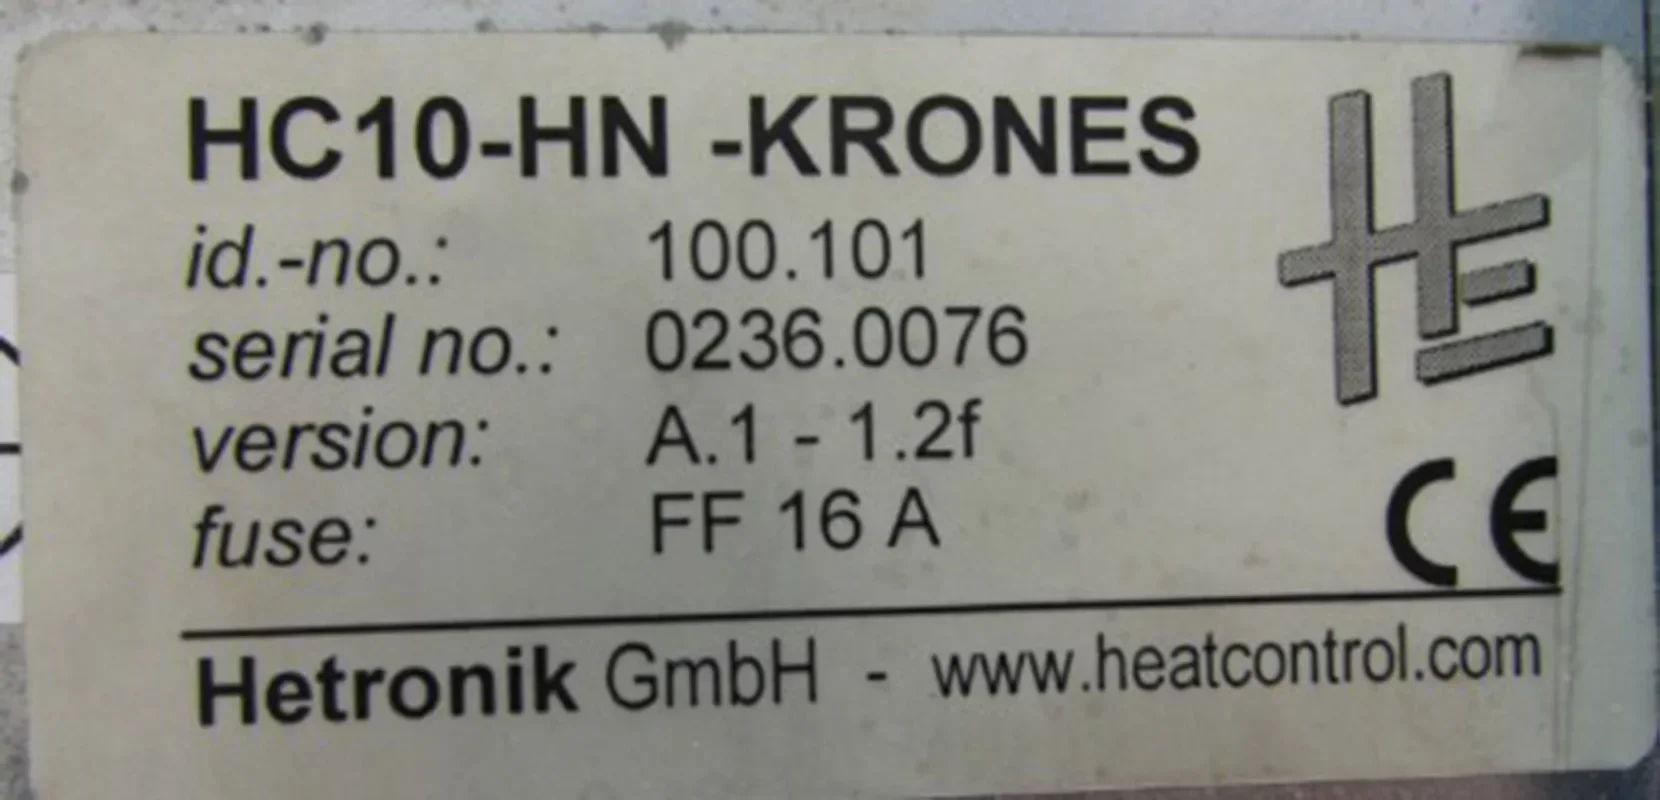 HC10-HN -KRONES
id.-no.: 100.101
serial no.: 0236.0076
version: A.1 - 1.2f
fuse: FF 16 A
HE
CE
Hetronik GmbH - www.heatcontrol.com